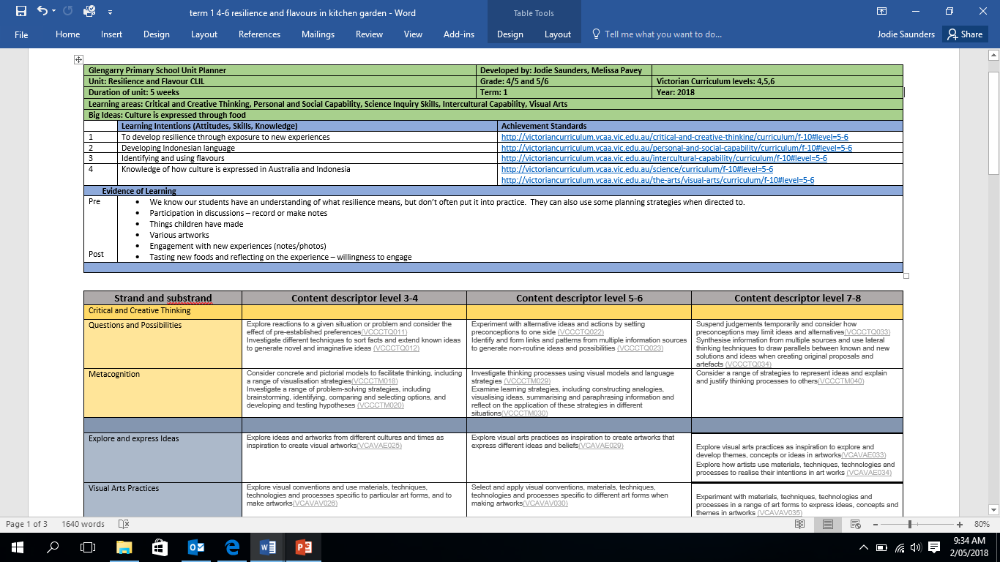 term 1 4-6 resilience and flavours in kitchen garden - Word
Table Tools
File Home Insert Design Layout References Mailings Review View Add-ins Design Layout Tell me what you want to do... Jodie Saunders Share
Glengarry Primary School Unit Planner Developed by: Jodie Saunders, Melissa Pavey
Unit: Resilience and Flavour CLIL Grade: 4/5 and 5/6 Victorian Curriculum levels: 4,5,6
Duration of unit: 5 weeks Term: 1 Year: 2018
Learning areas: Critical and Creative Thinking, Personal and Social Capability, Science Inquiry Skills, Intercultural Capability, Visual Arts
Big Ideas: Culture is expressed through food
Learning Intentions (Attitudes, Skills, Knowledge) Achievement Standards
1 To develop resilience through exposure to new experiences http://victoriancurriculum.vcaa.vic.edu.au/critical-and-creative-thinking/curriculum/f-10#level=5-6
2 Developing Indonesian language http://victoriancurriculum.vcaa.vic.edu.au/personal-and-social-capability/curriculum/f-10#level=5-6
3 Identifying and using flavours http://victoriancurriculum.vcaa.vic.edu.au/intercultural-capability/curriculum/f-10#level=5-6
4 Knowledge of how culture is expressed in Australia and Indonesia http://victoriancurriculum.vcaa.vic.edu.au/science/curriculum/f-10#level=5-6
http://victoriancurriculum.vcaa.vic.edu.au/the-arts/visual-arts/curriculum/f-10#level=5-6
Evidence of Learning
Pre • We know our students have an understanding of what resilience means, but don't often put it into practice. They can also use some planning strategies when directed to.
• Participation in discussions – record or make notes
• Things children have made
• Various artworks
• Engagement with new experiences (notes/photos)
Post • Tasting new foods and reflecting on the experience – willingness to engage
Strand and substrand Content descriptor level 3-4 Content descriptor level 5-6 Content descriptor level 7-8
Critical and Creative Thinking
Questions and Possibilities
Explore reactions to a given situation or problem and consider the
effect of pre-established preferences(VCCCTQ011)
Investigate different techniques to sort facts and extend known ideas
to generate novel and imaginative ideas (VCCCTQ012)
Experiment with alternative ideas and actions by setting
preconceptions to one side (VCCCTQ022)
Identify and form links and patterns from multiple information sources
to generate non-routine ideas and possibilities (VCCCTQ023)
Suspend judgements temporarily and consider how
preconceptions may limit ideas and alternatives(VCCCTQ033)
Synthesise information from multiple sources and use lateral
thinking techniques to draw parallels between known and new
solutions and ideas when creating original proposals and
artefacts (VCCCTQ034)
Metacognition
Consider concrete and pictorial models to facilitate thinking, including
a range of visualisation strategies(VCCCTM018)
Investigate a range of problem-solving strategies, including
brainstorming, identifying, comparing and selecting options, and
developing and testing hypotheses (VCCCTM020)
Investigate thinking processes using visual models and language
strategies (VCCCTM029)
Examine learning strategies, including constructing analogies,
visualising ideas, summarising and paraphrasing information and
reflect on the application of these strategies in different
situations(VCCCTM030)
Consider a range of strategies to represent ideas and explain
and justify thinking processes to others(VCCCTM040)
Explore and express Ideas
Explore ideas and artworks from different cultures and times as
inspiration to create visual artworks(VCAVAE025)
Explore visual arts practices as inspiration to create artworks that
express different ideas and beliefs(VCAVAE029)
Explore visual arts practices as inspiration to explore and
develop themes, concepts or ideas in artworks(VCAVAE033)
Explore how artists use materials, techniques, technologies and
processes to realise their intentions in art works (VCAVAE034)
Visual Arts Practices
Explore visual conventions and use materials, techniques,
technologies and processes specific to particular art forms, and to
make artworks(VCAVAV026)
Select and apply visual conventions, materials, techniques,
technologies and processes specific to different art forms when
making artworks(VCAVAV030)
Experiment with materials, techniques, technologies and
processes in a range of art forms to express ideas, concepts and
themes in artworks (VCAVAV035)
Page 1 of 3 1640 words 80%
9:34 AM
2/05/2018